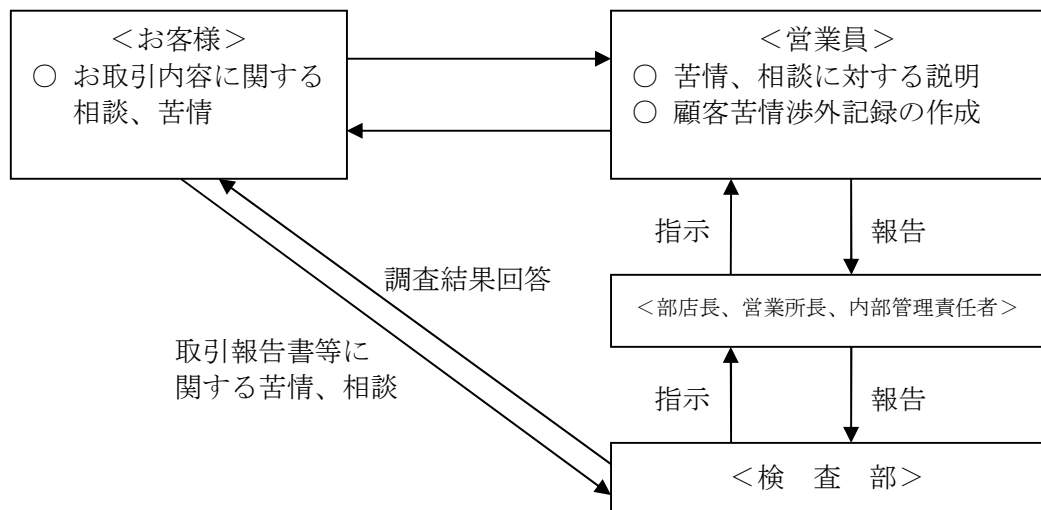 ＜お客様＞
○ お取引内容に関する
相談、苦情
＜営業員＞
○ 苦情、相談に対する説明
○ 顧客苦情渉外記録の作成
指示
報告
＜部店長、営業所長、内部管理責任者＞
調査結果回答
取引報告書等に
関する苦情、相談
指示
報告
＜検　査　部＞